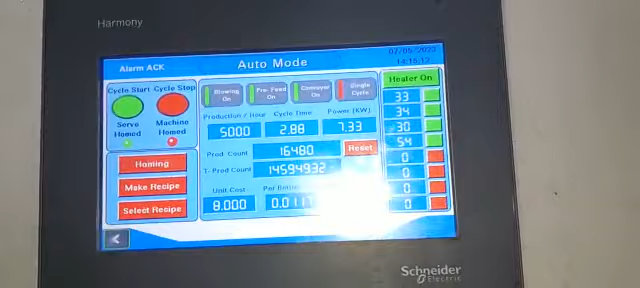 Harmony
07/05/2023
Alarm ACK
Auto Mode
14:16:12
Cycle Start
Cycle Stop
Servo Homed
Machine Homed
Homing
Make Recipe
Select Recipe
Blowing On
Pre- Feed On
Conveyor On
Single Cycle
Production / Hour
Cycle Time
Power (KW)
5000
2.88
7.33
Prod. Count
16480
Reset
T- Prod Count
14594932
Unit Cost
Per
8.000
Heater On
33
34
30
54
0
0
0
0
<
Schneider
Electric